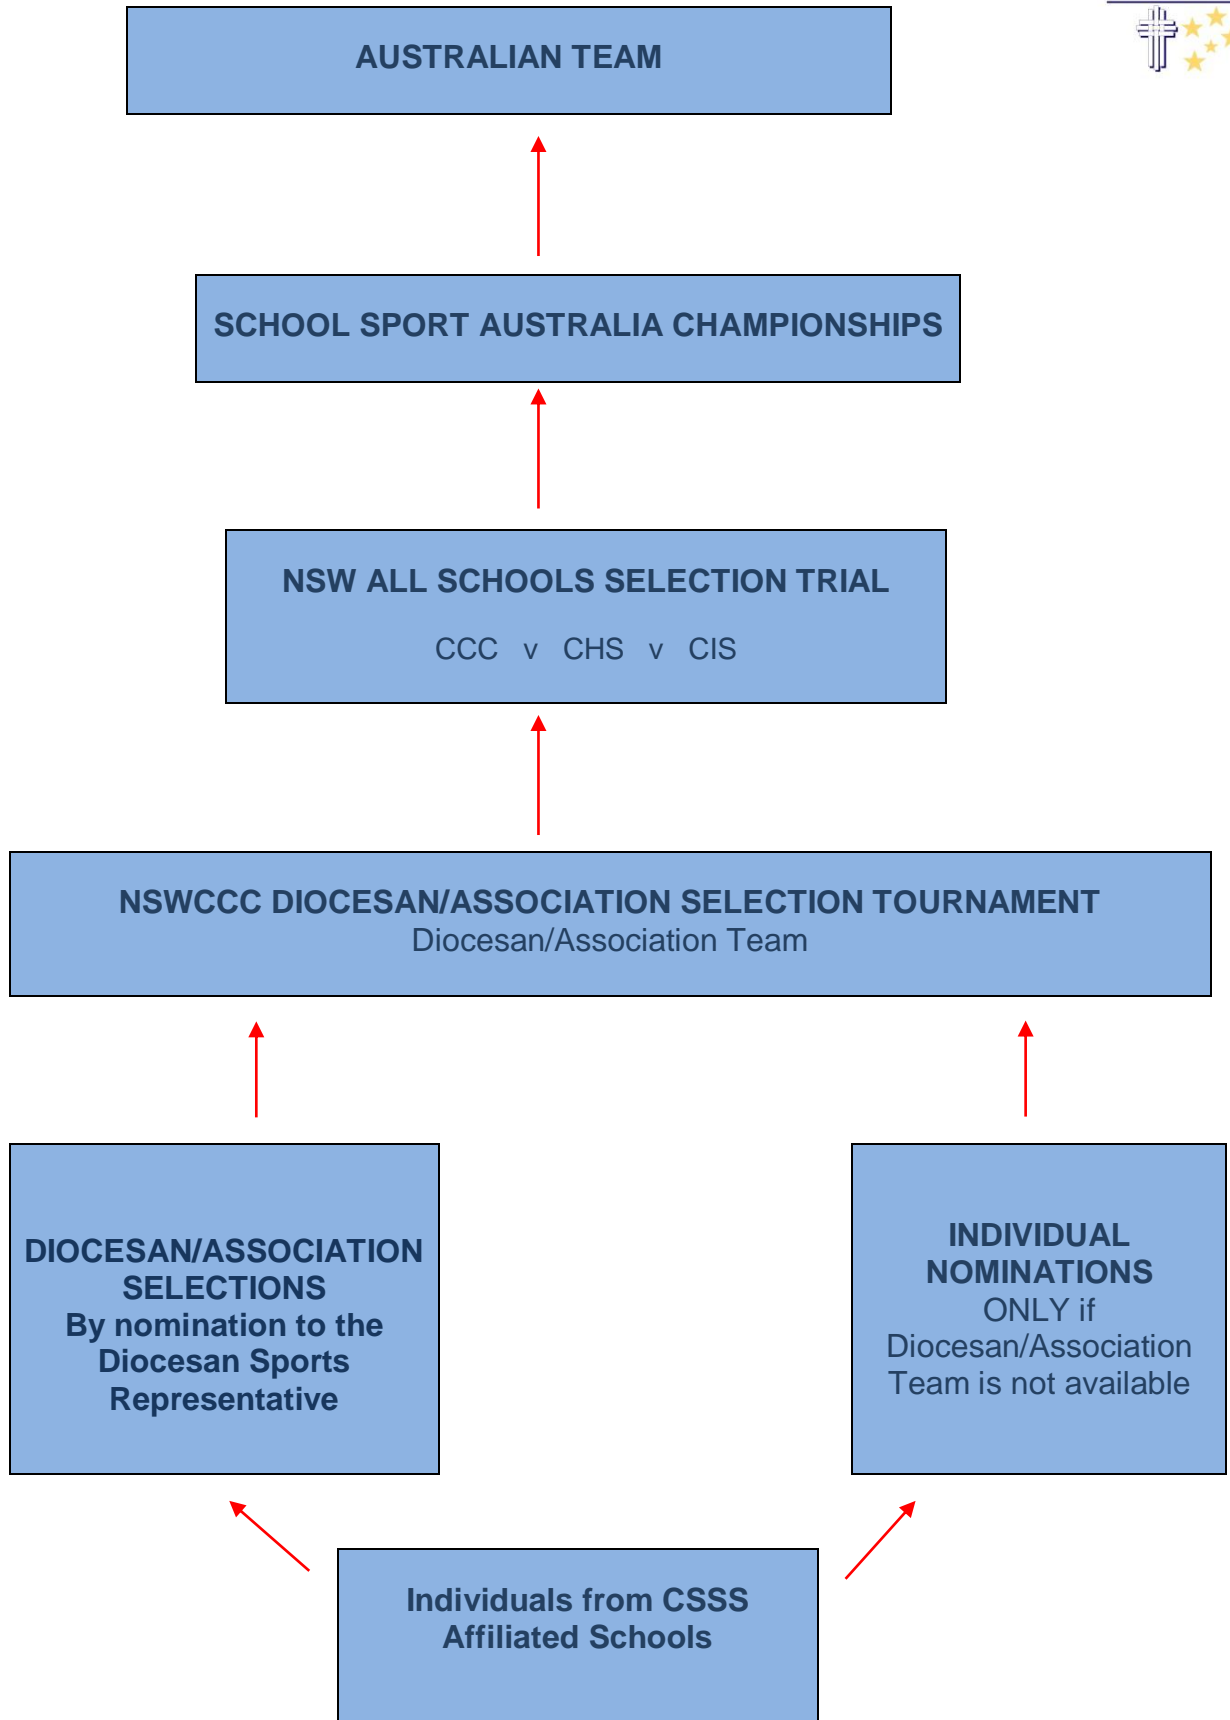 AUSTRALIAN TEAM
SCHOOL SPORT AUSTRALIA CHAMPIONSHIPS
NSW ALL SCHOOLS SELECTION TRIAL
CCC v CHS v CIS
NSWCCC DIOCESAN/ASSOCIATION SELECTION TOURNAMENT
Diocesan/Association Team
DIOCESAN/ASSOCIATION
SELECTIONS
By nomination to the
Diocesan Sports
Representative
INDIVIDUAL
NOMINATIONS
ONLY if
Diocesan/Association
Team is not available
Individuals from CSSS
Affiliated Schools